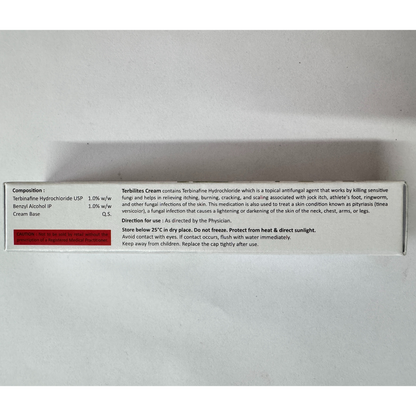 Composition :
Terbinafine Hydrochloride USP 1.0% w/w
Benzyl Alcohol IP 1.0% w/w
Cream Base Q.S.
Terbilites Cream contains Terbinafine Hydrochloride which is a topical antifungal agent that works by killing sensitive
fungi and helps in relieving itching, burning, cracking, and scaling associated with jock itch, athlete's foot, ringworm,
and other fungal infections of the skin. This medication is also used to treat a skin condition known as pityriasis (tinea
versicolor), a fungal infection that causes a lightening or darkening of the skin of the neck, chest, arms, or legs.
Direction for use : As directed by the Physician.
Store below 25°C in dry place. Do not freeze. Protect from heat & direct sunlight.
Avoid contact with eyes. If contact occurs, flush with water immediately.
Keep away from children. Replace the cap tightly after use.